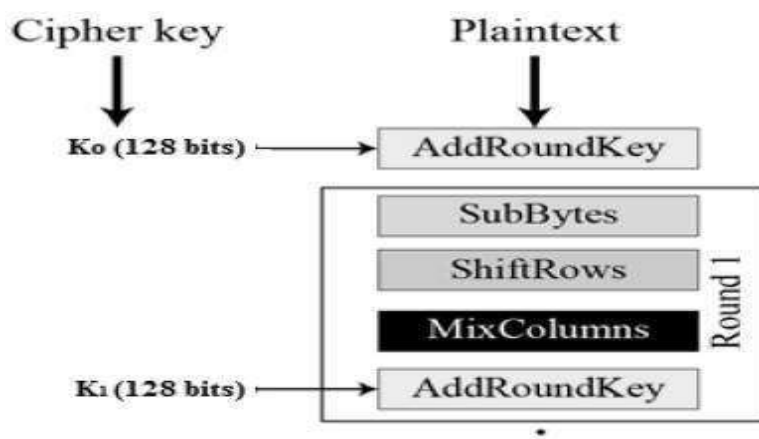 Cipher key
Plaintext
K0 (128 bits)
AddRoundKey
SubBytes
ShiftRows
MixColumns
Round 1
K1 (128 bits)
AddRoundKey